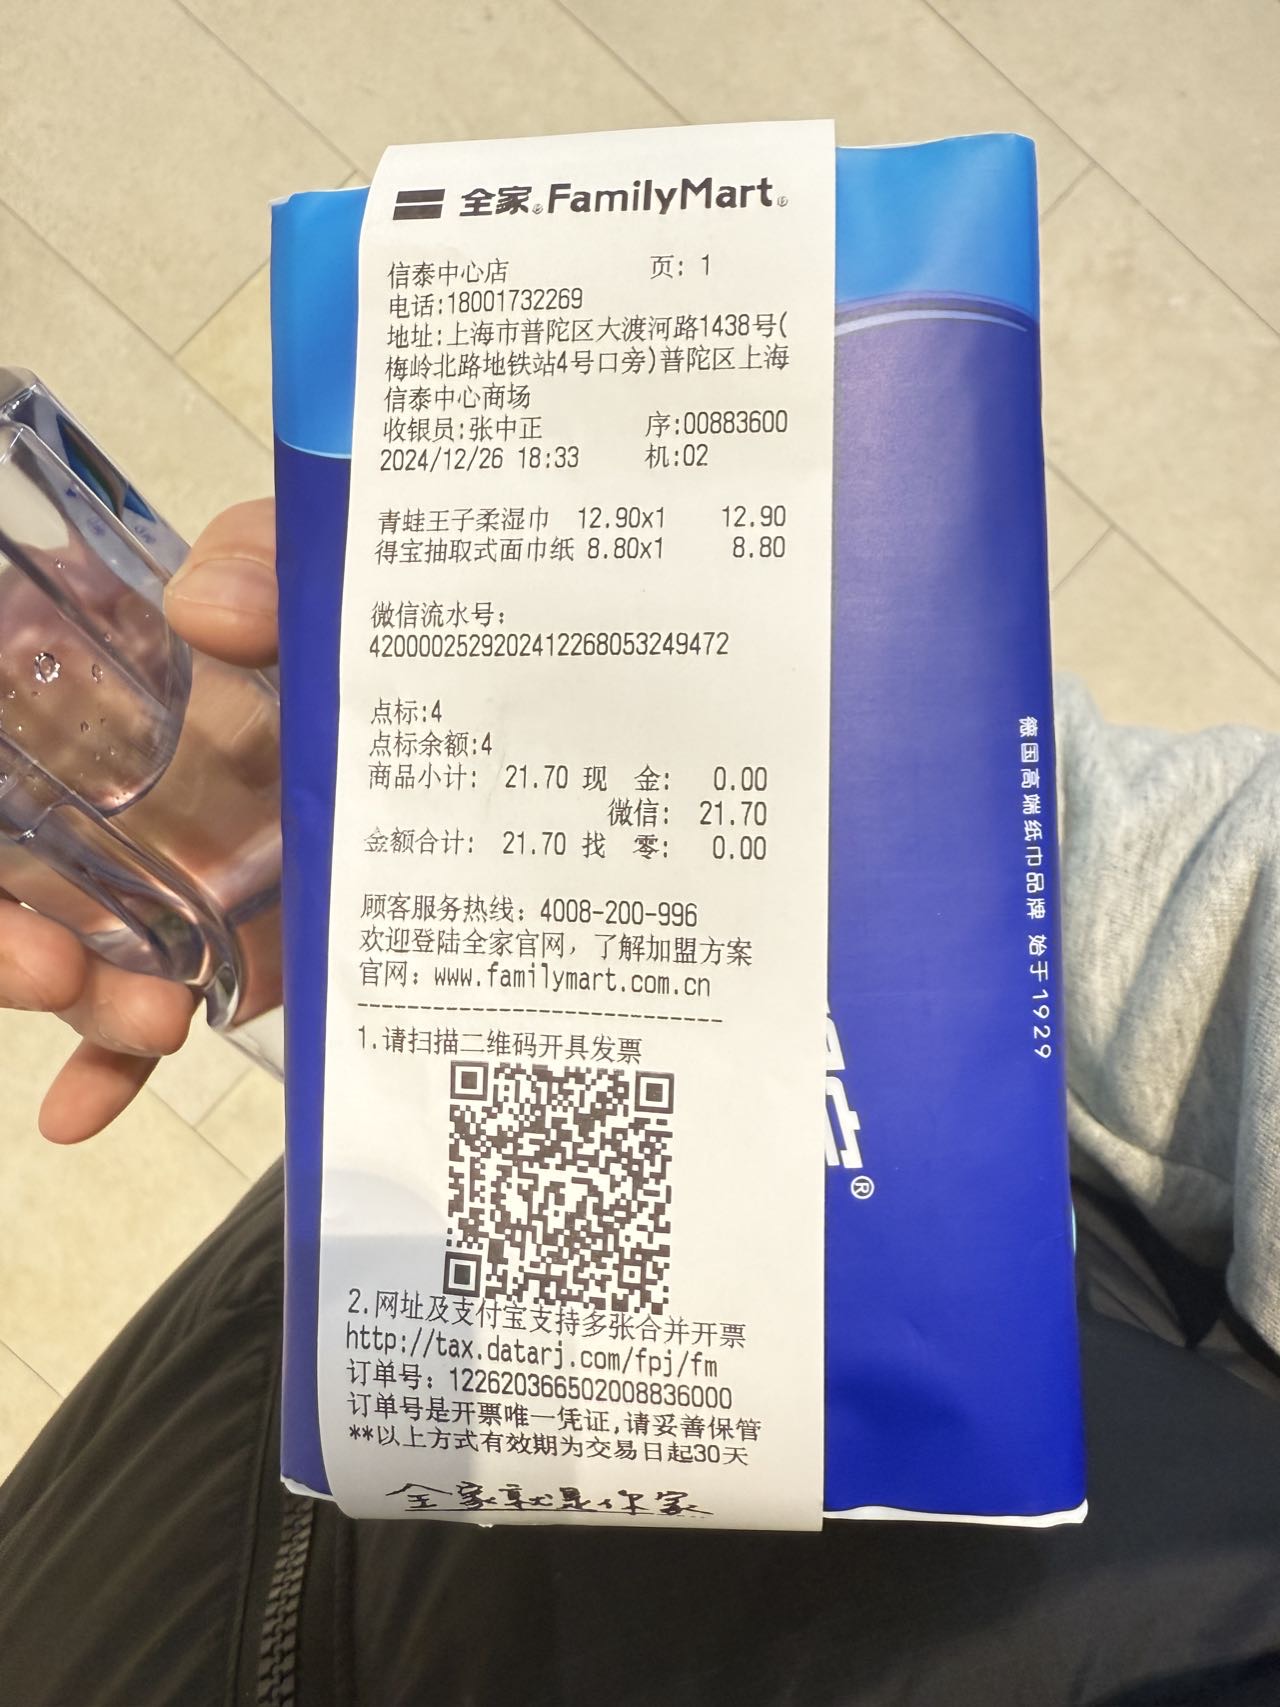 全家®FamilyMart®
信泰中心店 页: 1
电话:18001732269
地址:上海市普陀区大渡河路1438号(
梅岭北路地铁站4号口旁)普陀区上海
信泰中心商场
收银员:张中正 序:00883600
2024/12/26 18:33 机:02
青蛙王子柔湿巾 12.90x1 12.90
得宝抽取式面巾纸 8.80x1 8.80
微信流水号:
4200002529202412268053249472
点标:4
点标余额:4
商品小计: 21.70 现 金: 0.00
微信: 21.70
金额合计: 21.70 找 零: 0.00
顾客服务热线: 4008-200-996
欢迎登陆全家官网, 了解加盟方案
官网: www.familymart.com.cn
----------------------------
1.请扫描二维码开具发票
2.网址及支付宝支持多张合并开票
http://tax.datarj.com/fpj/fm
订单号: 122620366502008836000
订单号是开票唯一凭证,请妥善保管
**以上方式有效期为交易日起30天
全家就是你家
德国高端纸巾品牌 始于1929
®